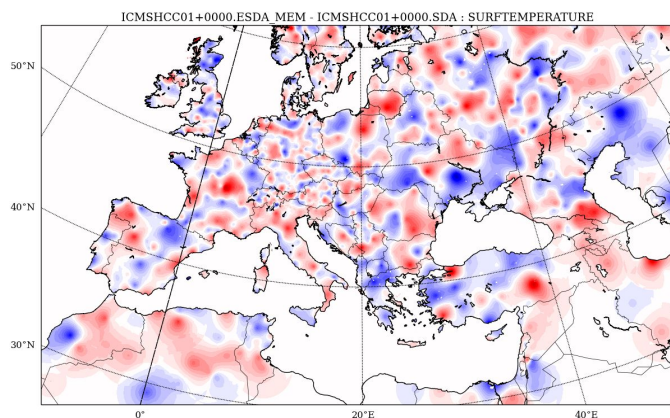 ICMSHCC01+0000.ESDA_MEM - ICMSHCC01+0000.SDA : SURFTEMPERATURE
50°N
40°N
30°N
0°
20°E
40°E